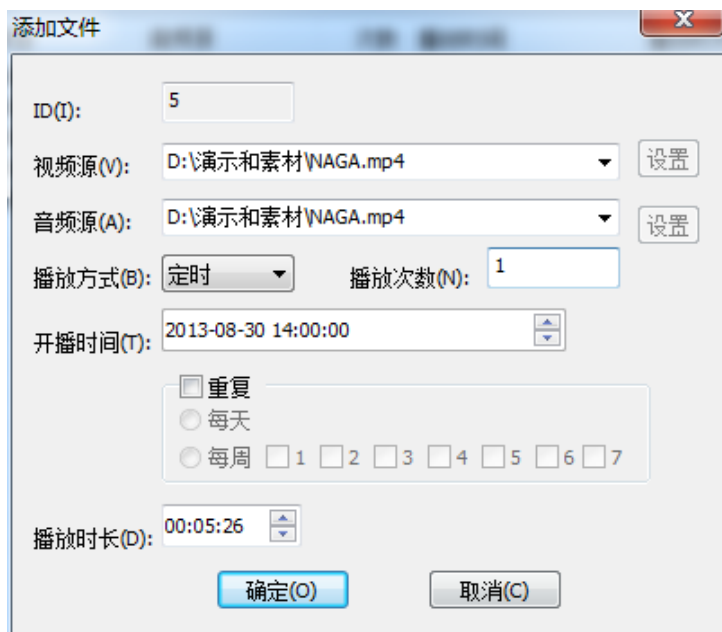 添加文件
ID(I): 5
视频源(V): D:\演示和素材\NAGA.mp4 设置
音频源(A): D:\演示和素材\NAGA.mp4 设置
播放方式(B): 定时 播放次数(N): 1
开播时间(T): 2013-08-30 14:00:00
重复
每天
每周 1 2 3 4 5 6 7
播放时长(D): 00:05:26
确定(O) 取消(C)